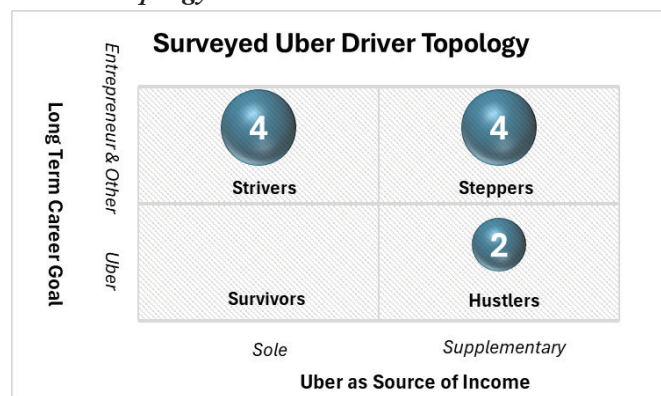 Surveyed Uber Driver Topology
Long Term Career Goal
Entrepreneur & Other
Uber
4
4
Strivers
Steppers
2
Survivors
Hustlers
Sole
Supplementary
Uber as Source of Income